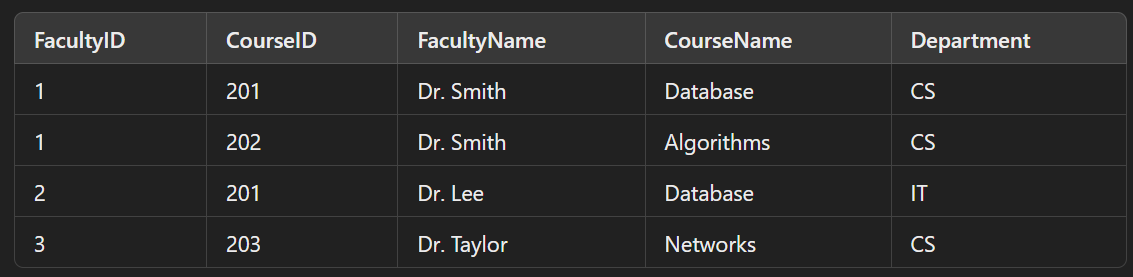 FacultyID CourseID FacultyName CourseName Department
1 201 Dr. Smith Database CS
1 202 Dr. Smith Algorithms CS
2 201 Dr. Lee Database IT
3 203 Dr. Taylor Networks CS